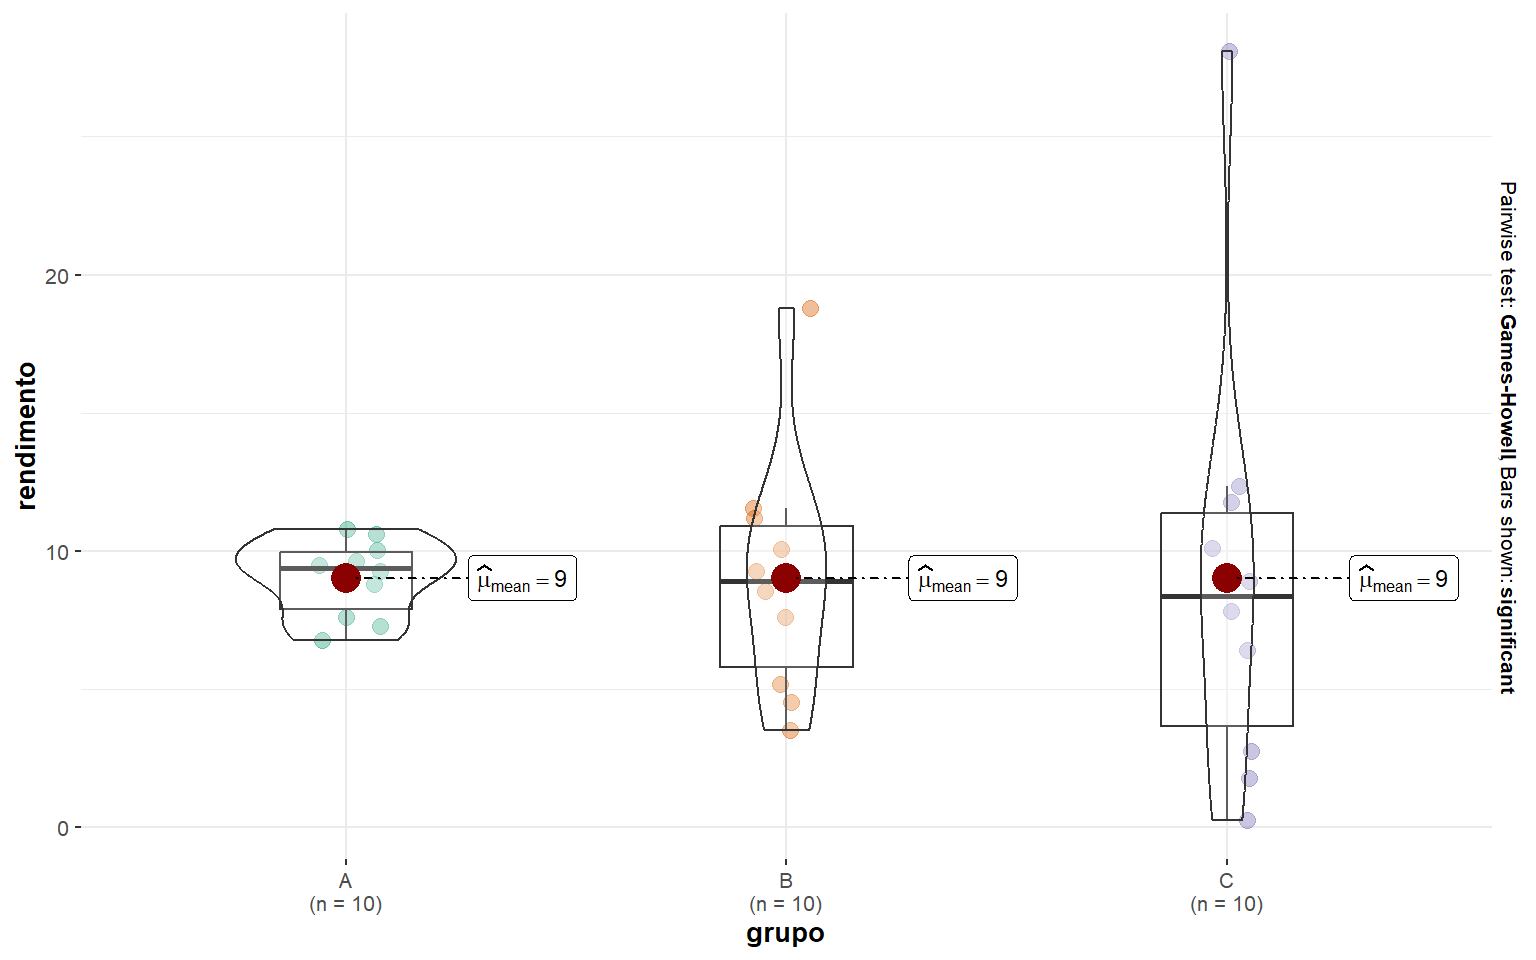 20
10
0
rendimento
μ̂mean = 9
μ̂mean = 9
μ̂mean = 9
A
(n = 10)
B
(n = 10)
C
(n = 10)
grupo
Pairwise test: Games-Howell, Bars shown: significant